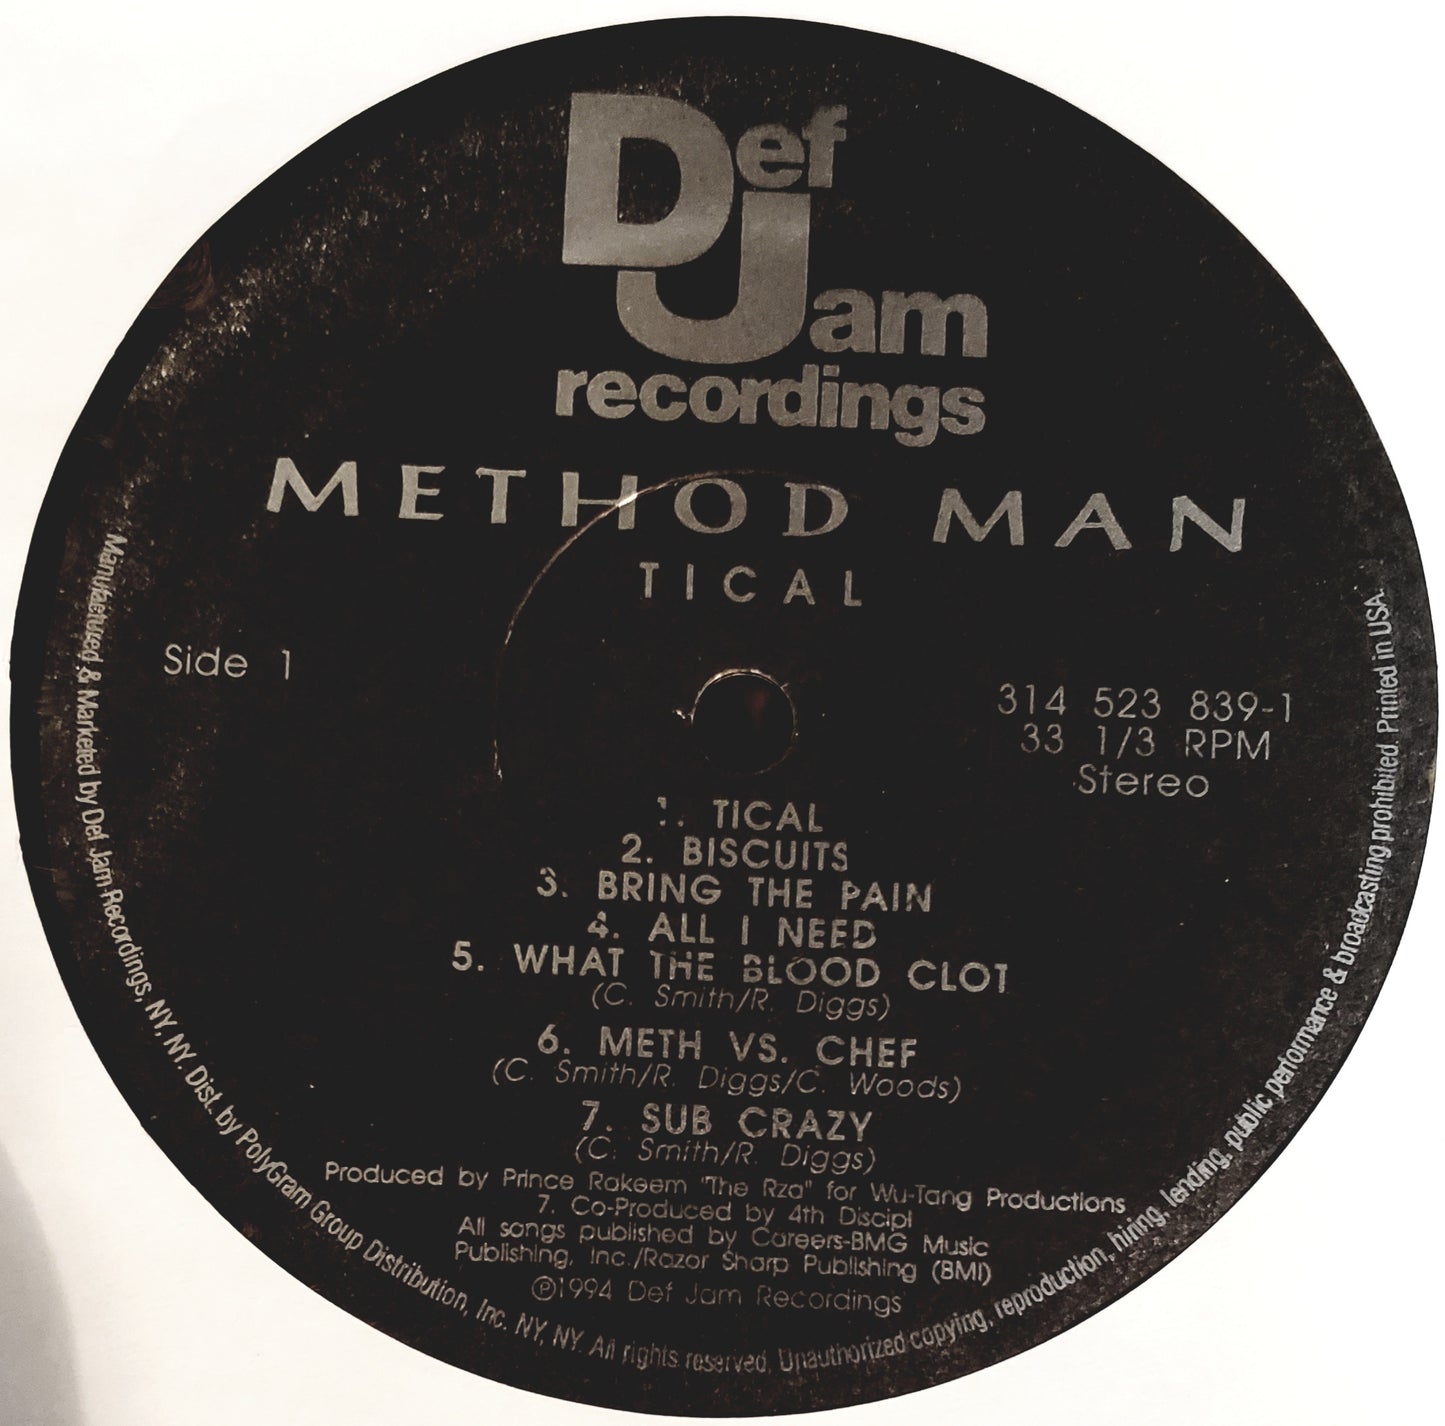 Def
Jam
recordings
METHOD MAN
TICAL
Side 1
314 523 839-1
33 1/3 RPM
Stereo
1. TICAL
2. BISCUITS
3. BRING THE PAIN
4. ALL I NEED
5. WHAT THE BLOOD CLOT
(C. Smith/R. Diggs)
6. METH VS. CHEF
(C. Smith/R. Diggs/C. Woods)
7. SUB CRAZY
(C. Smith/R. Diggs)
Produced by Prince Rakeem "The Rza" for Wu-Tang Productions
7. Co-Produced by 4th Discipl
All songs published by Careers-BMG Music
Publishing, Inc./Razor Sharp Publishing (BMI)
℗1994 Def Jam Recordings
Manufactured & Marketed by Def Jam Recordings, NY, NY. Dist. by PolyGram Group Distribution, Inc. NY, NY. All rights reserved. Unauthorized copying, reproduction, hiring, lending, public performance & broadcasting prohibited. Printed in USA.